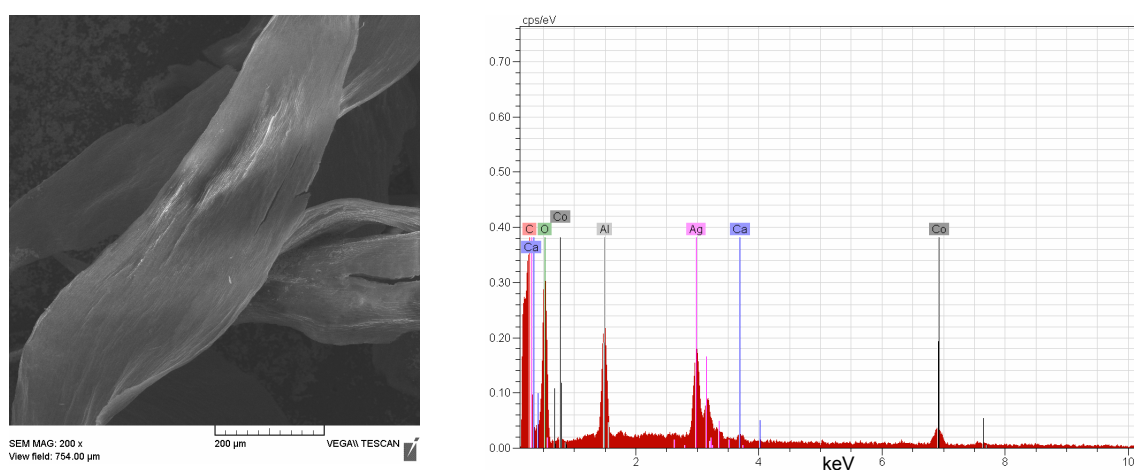 200 µm
SEM MAG: 200 x
VEGA\\ TESCAN
View field: 754.00 µm
cps/eV
0.70
0.60
0.50
0.40
0.30
0.20
0.10
0.00
C O Co Al Ag Ca Co
Ca
2 4 6 8 10
keV